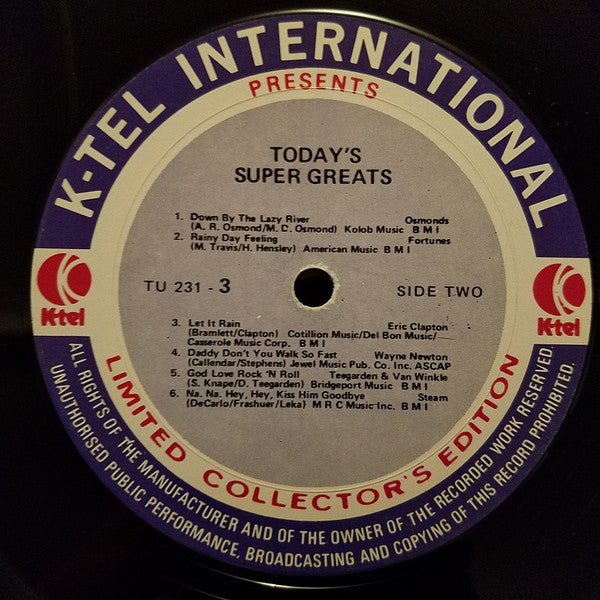 K-TEL INTERNATIONAL
PRESENTS
TODAY'S
SUPER GREATS
1. Down By The Lazy River Osmonds
(A. R. Osmond/M. D. Osmond) Kolob Music B M I
2. Rainy Day Feeling Fortunes
(M. Travis/H. Hensley) American Music B M I
TU 231 - 3 SIDE TWO
3. Let It Rain Eric Clapton
(Bramlett/Clapton) Cotillion Music/Del Bon Music/
Casserole Music Corp. B M I
4. Daddy Don't You Walk So Fast Wayne Newton
(Callendar/Stephens) Jewel Music Pub. Co. Inc. ASCAP
5. God Love Rock 'N Roll Teegarden & Van Winkle
(S. Knape/D. Teegarden) Bridgeport Music B M I
6. Na, Na, Hey, Hey, Kiss Him Goodbye Steam
(DeCarlo/Frashuer/Leka) M R C Music Inc. B M I
K-tel
K-tel
LIMITED COLLECTOR'S EDITION
ALL RIGHTS OF THE MANUFACTURER AND OF THE OWNER OF THE RECORDED WORK RESERVED.
UNAUTHORISED PUBLIC PERFORMANCE, BROADCASTING AND COPYING OF THIS RECORD PROHIBITED.